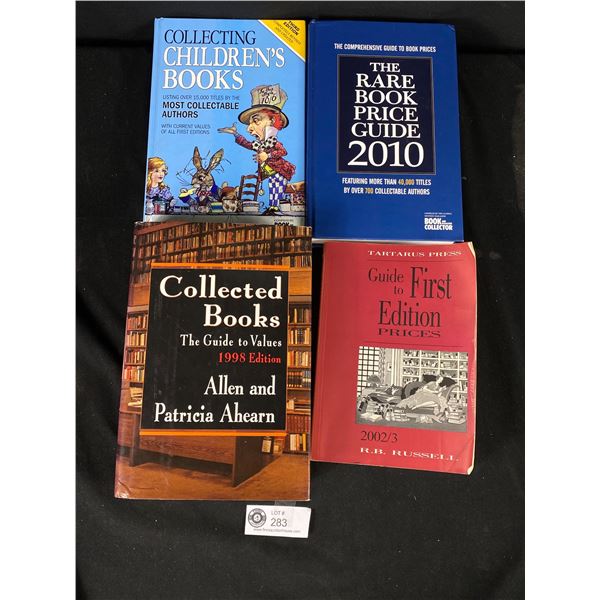 COLLECTING
CHILDREN'S
BOOKS
LISTING OVER 15,000 TITLES BY THE
MOST COLLECTABLE
AUTHORS
WITH CURRENT VALUES
OF ALL FIRST EDITIONS
THIRD
EDITION
BOOK
THE COMPREHENSIVE GUIDE TO BOOK PRICES
THE
RARE
BOOK
PRICE
GUIDE
2010
FEATURING MORE THAN 40,000 TITLES
BY OVER 700 COLLECTABLE AUTHORS
BOOK
COLLECTOR
Collected
Books
The Guide to Values
1998 Edition
Allen and
Patricia Ahearn
TARTARUS PRESS
Guide to First
Edition
PRICES
2002/3
R.B. RUSSELL
LOT #
283